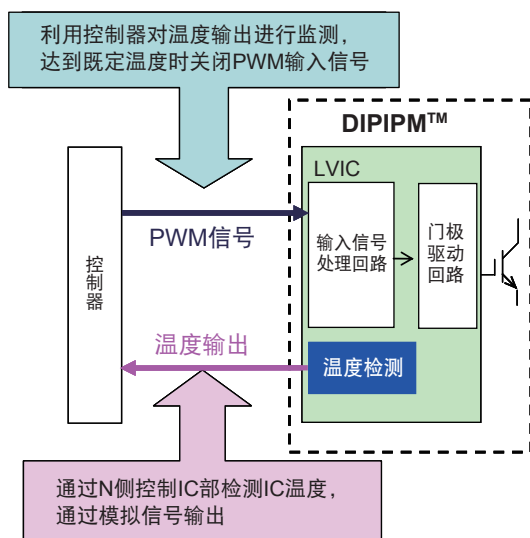 利用控制器对温度输出进行监测，
达到既定温度时关闭PWM输入信号
DIPIPM™
LVIC
PWM信号
控制器
输入信号
处理回路
门极
驱动
回路
温度输出
温度检测
通过N侧控制IC部检测IC温度，
通过模拟信号输出